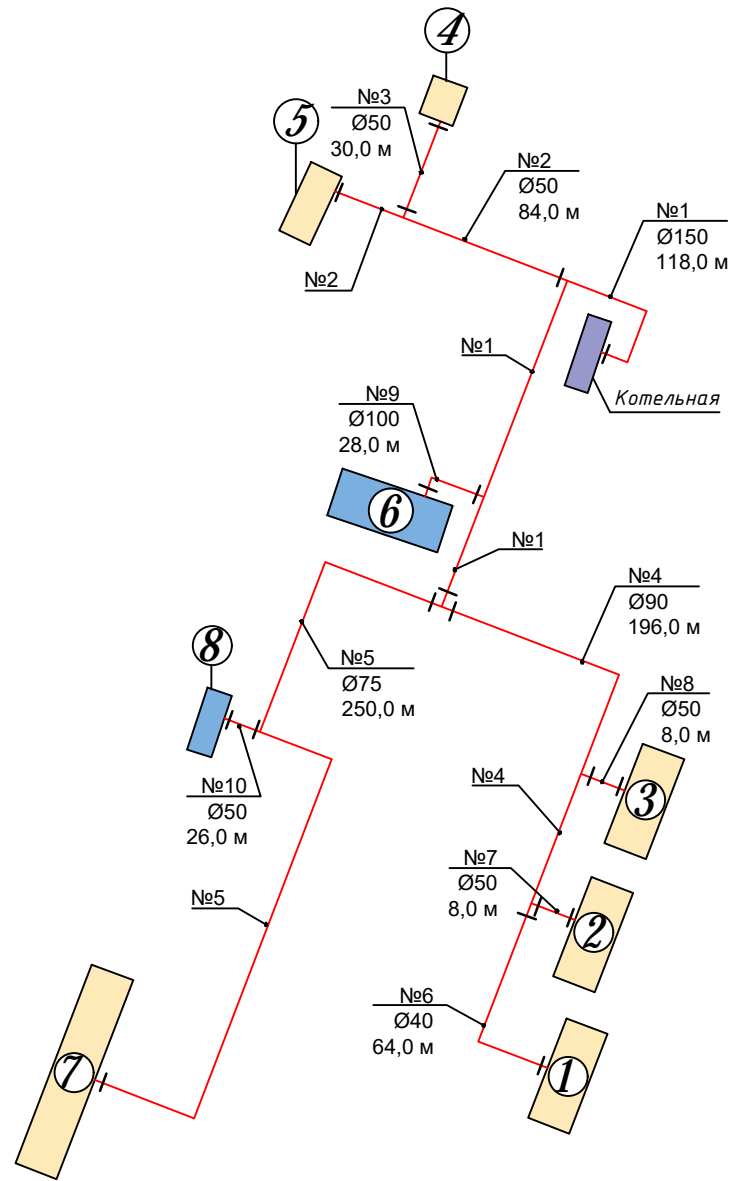 4
№3
Ø50
30,0 м
5
№2
Ø50
84,0 м
№1
Ø150
118,0 м
№2
№1
Котельная
№9
Ø100
28,0 м
6
№1
№4
Ø90
196,0 м
8
№5
Ø75
250,0 м
№8
Ø50
8,0 м
№10
Ø50
26,0 м
№4
3
№7
Ø50
8,0 м
№5
2
№6
Ø40
64,0 м
7
1